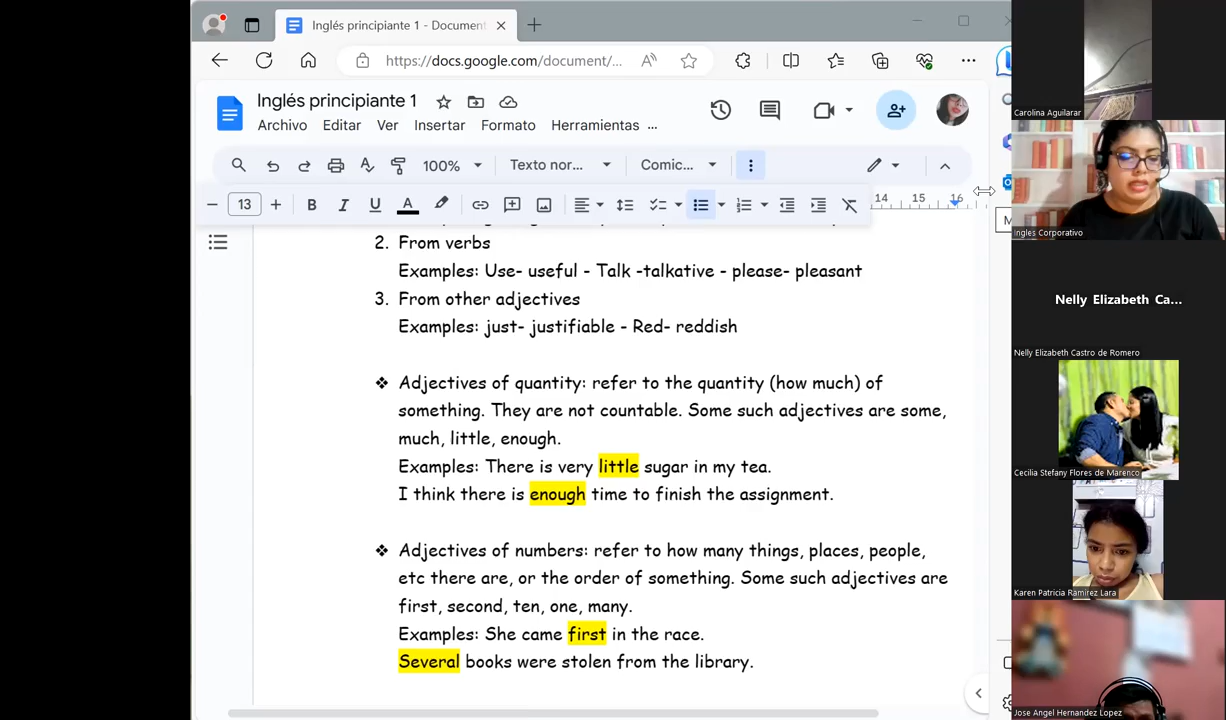 Inglés principiante 1 - Document
https://docs.google.com/document/...
Inglés principiante 1
Archivo Editar Ver Insertar Formato Herramientas ...
100% Texto nor... Comic...
13
14 15 16
2. From verbs
Examples: Use- useful - Talk -talkative - please- pleasant
3. From other adjectives
Examples: just- justifiable - Red- reddish
❖ Adjectives of quantity: refer to the quantity (how much) of
something. They are not countable. Some such adjectives are some,
much, little, enough.
Examples: There is very little sugar in my tea.
I think there is enough time to finish the assignment.
❖ Adjectives of numbers: refer to how many things, places, people,
etc there are, or the order of something. Some such adjectives are
first, second, ten, one, many.
Examples: She came first in the race.
Several books were stolen from the library.
Carolina Aguilarar
Ingles Corporativo
Nelly Elizabeth Ca...
Nelly Elizabeth Castro de Romero
Cecilia Stefany Flores de Marenco
Karen Patricia Ramirez Lara
Jose Angel Hernandez Lopez